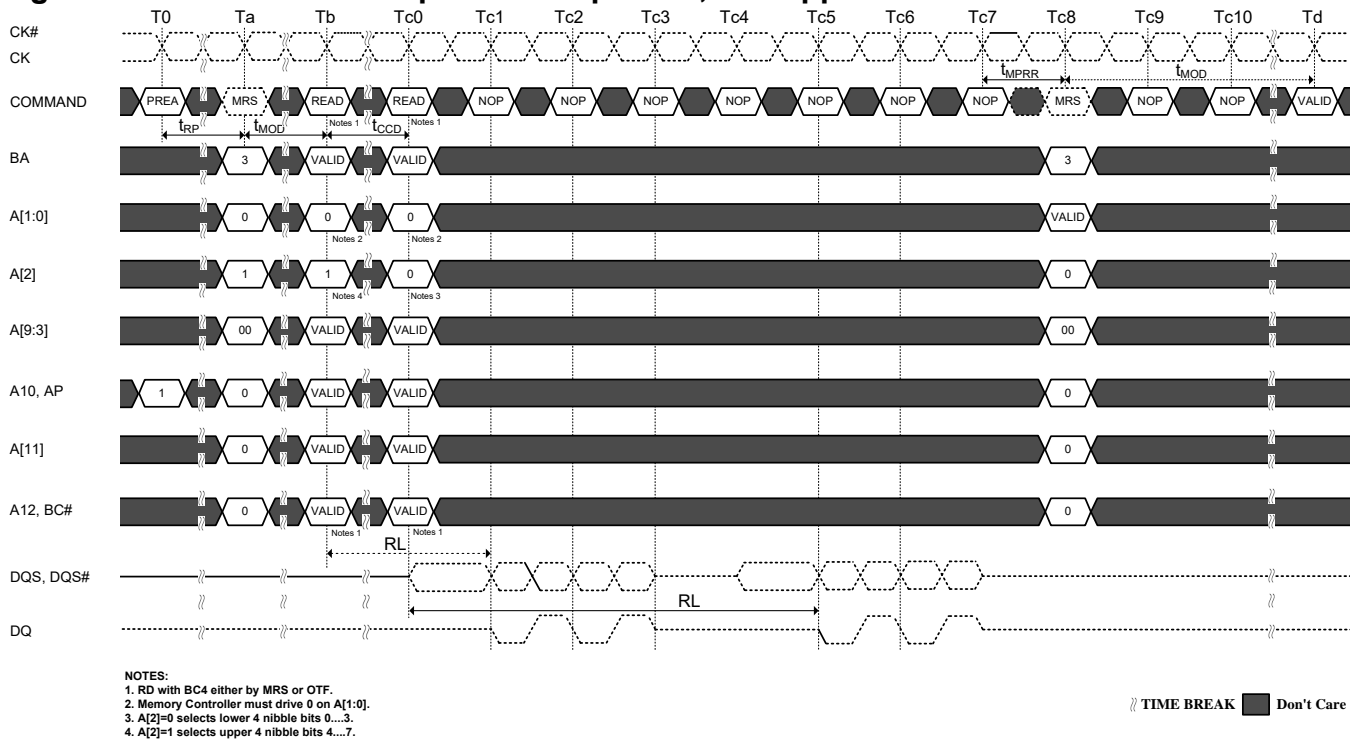 T0 Ta Tb Tc0 Tc1 Tc2 Tc3 Tc4 Tc5 Tc6 Tc7 Tc8 Tc9 Tc10 Td
CK#
CK
tMPRR tMOD
COMMAND PREA MRS READ READ NOP NOP NOP NOP NOP NOP NOP MRS NOP NOP VALID
Notes 1 Notes 1
tRP tMOD tCCD
BA 3 VALID VALID 3
A[1:0] 0 0 0 VALID
Notes 2 Notes 2
A[2] 1 1 0 0
Notes 4 Notes 3
A[9:3] 00 VALID VALID 00
A10, AP 1 0 VALID VALID 0
A[11] 0 VALID VALID 0
A12, BC# 0 VALID VALID 0
Notes 1 Notes 1
RL
DQS, DQS#
RL
DQ
NOTES:
1. RD with BC4 either by MRS or OTF.
2. Memory Controller must drive 0 on A[1:0].
3. A[2]=0 selects lower 4 nibble bits 0....3.
4. A[2]=1 selects upper 4 nibble bits 4....7.
TIME BREAK Don't Care